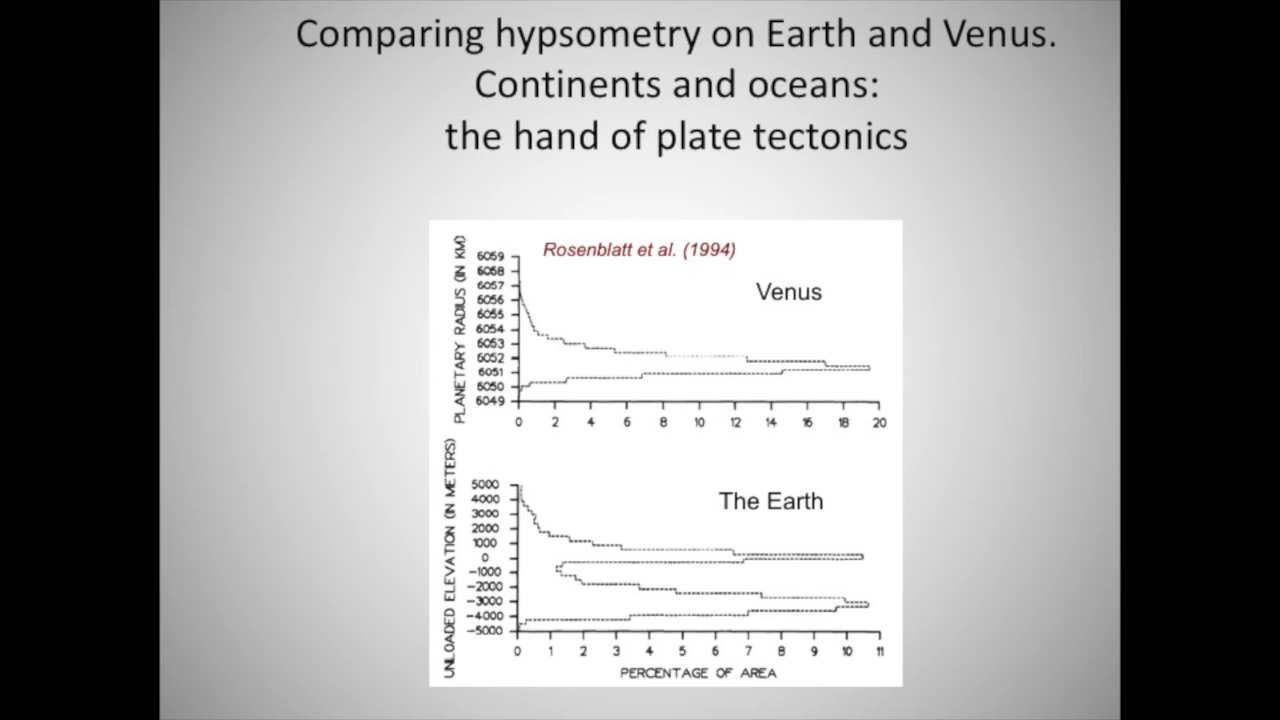 Comparing hypsometry on Earth and Venus.
Continents and oceans:
the hand of plate tectonics
Rosenblatt et al. (1994)
Venus
PLANETARY RADIUS (IN KM)
6059
6058
6057
6056
6055
6054
6053
6052
6051
6050
6049
0 2 4 6 8 10 12 14 16 18 20
The Earth
UNLOADED ELEVATION (IN METERS)
5000
4000
3000
2000
1000
0
-1000
-2000
-3000
-4000
-5000
0 1 2 3 4 5 6 7 8 9 10 11
PERCENTAGE OF AREA